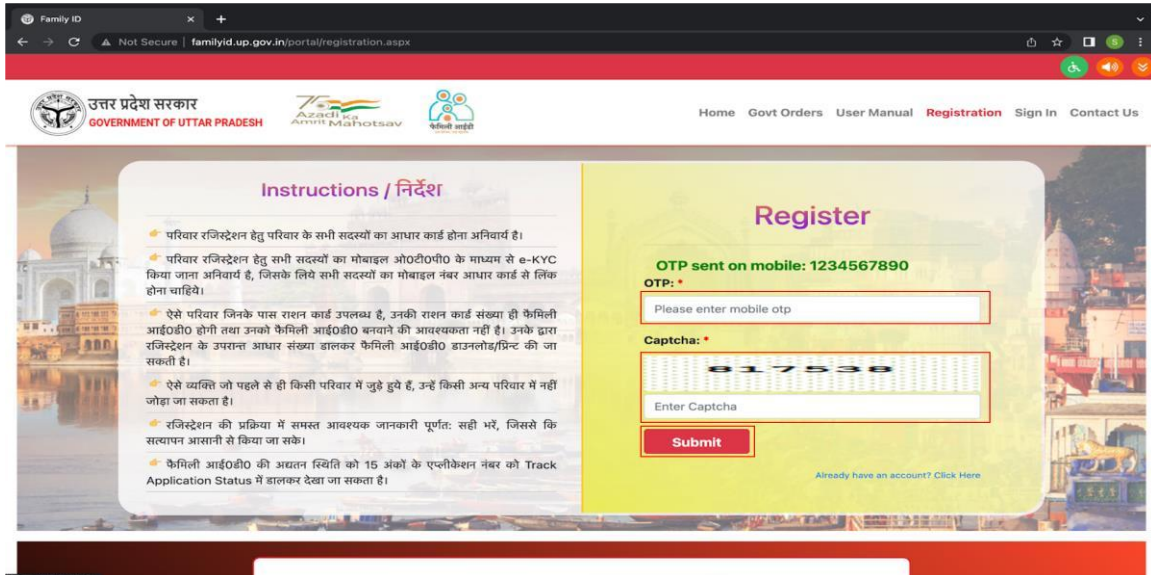 Family ID
Not Secure | familyid.up.gov.in/portal/registration.aspx
S
उत्तर प्रदेश सरकार
GOVERNMENT OF UTTAR PRADESH
Azadi Ka
Amrit Mahotsav
फैमिली आईडी
Home Govt Orders User Manual Registration Sign In Contact Us
Instructions / निर्देश
परिवार रजिस्ट्रेशन हेतु परिवार के सभी सदस्यों का आधार कार्ड होना अनिवार्य है।
परिवार रजिस्ट्रेशन हेतु सभी सदस्यों का मोबाइल ओ0टी0पी0 के माध्यम से e-KYC
किया जाना अनिवार्य है, जिसके लिये सभी सदस्यों का मोबाइल नंबर आधार कार्ड से लिंक
होना चाहिये।
ऐसे परिवार जिनके पास राशन कार्ड उपलब्ध है, उनकी राशन कार्ड संख्या ही फैमिली
आई0डी0 होगी तथा उनको फैमिली आई0डी0 बनवाने की आवश्यकता नहीं है। उनके द्वारा
रजिस्ट्रेशन के उपरान्त आधार संख्या डालकर फैमिली आई0डी0 डाउनलोड/प्रिन्ट की जा
सकती है।
ऐसे व्यक्ति जो पहले से ही किसी परिवार में जुड़े हुये हैं, उन्हें किसी अन्य परिवार में नहीं
जोड़ा जा सकता है।
रजिस्ट्रेशन की प्रक्रिया में समस्त आवश्यक जानकारी पूर्णत: सही भरें, जिससे कि
सत्यापन आसानी से किया जा सके।
फैमिली आई0डी0 की अद्यतन स्थिति को 15 अंकों के एप्लीकेशन नंबर को Track
Application Status में डालकर देखा जा सकता है।
Register
OTP sent on mobile: 1234567890
OTP: *
Please enter mobile otp
Captcha: *
817538
Enter Captcha
Submit
Already have an account? Click Here